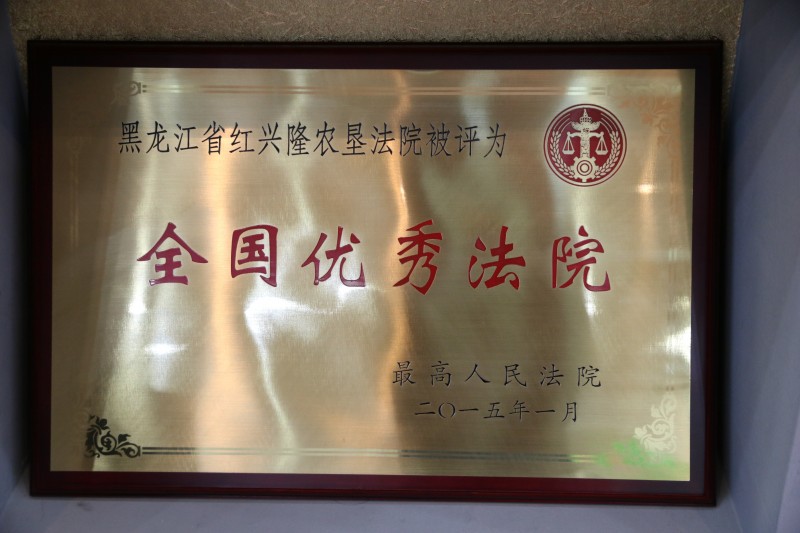 黑龙江省红兴隆农垦法院被评为
全国优秀法院
最高人民法院
二〇一五年一月